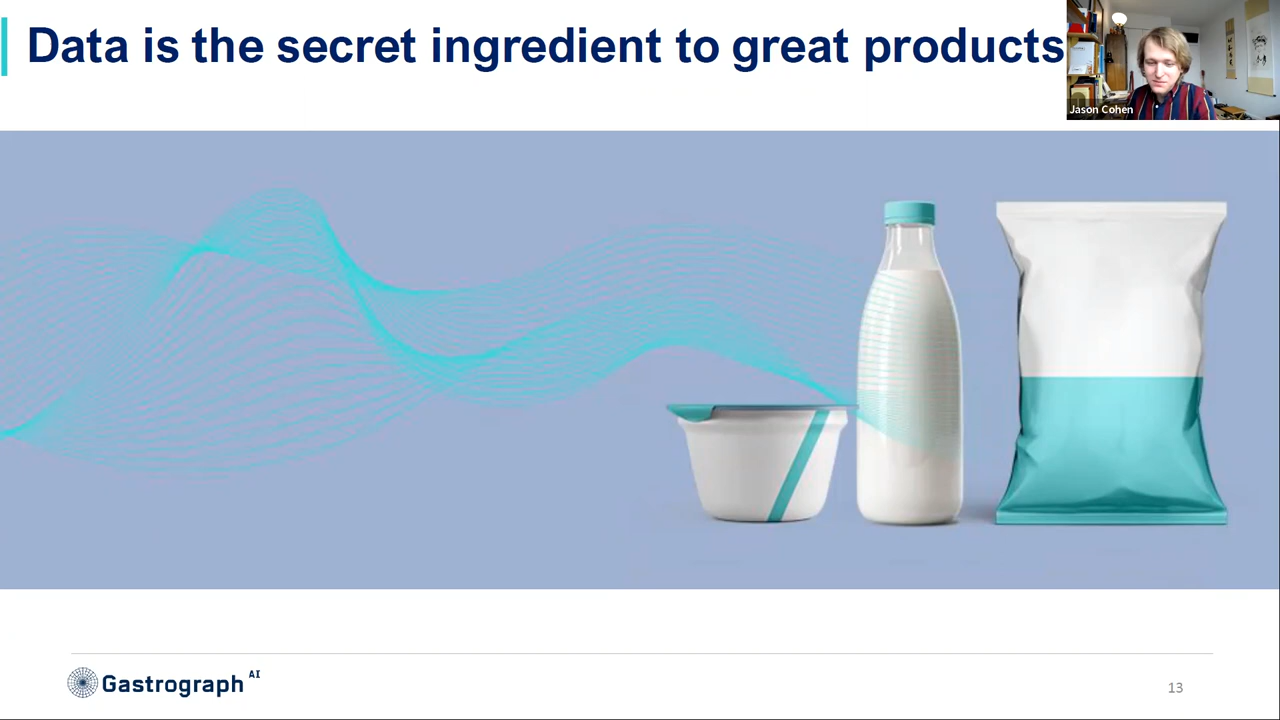 Data is the secret ingredient to great products
Jason Cohen
Gastrograph AI
13